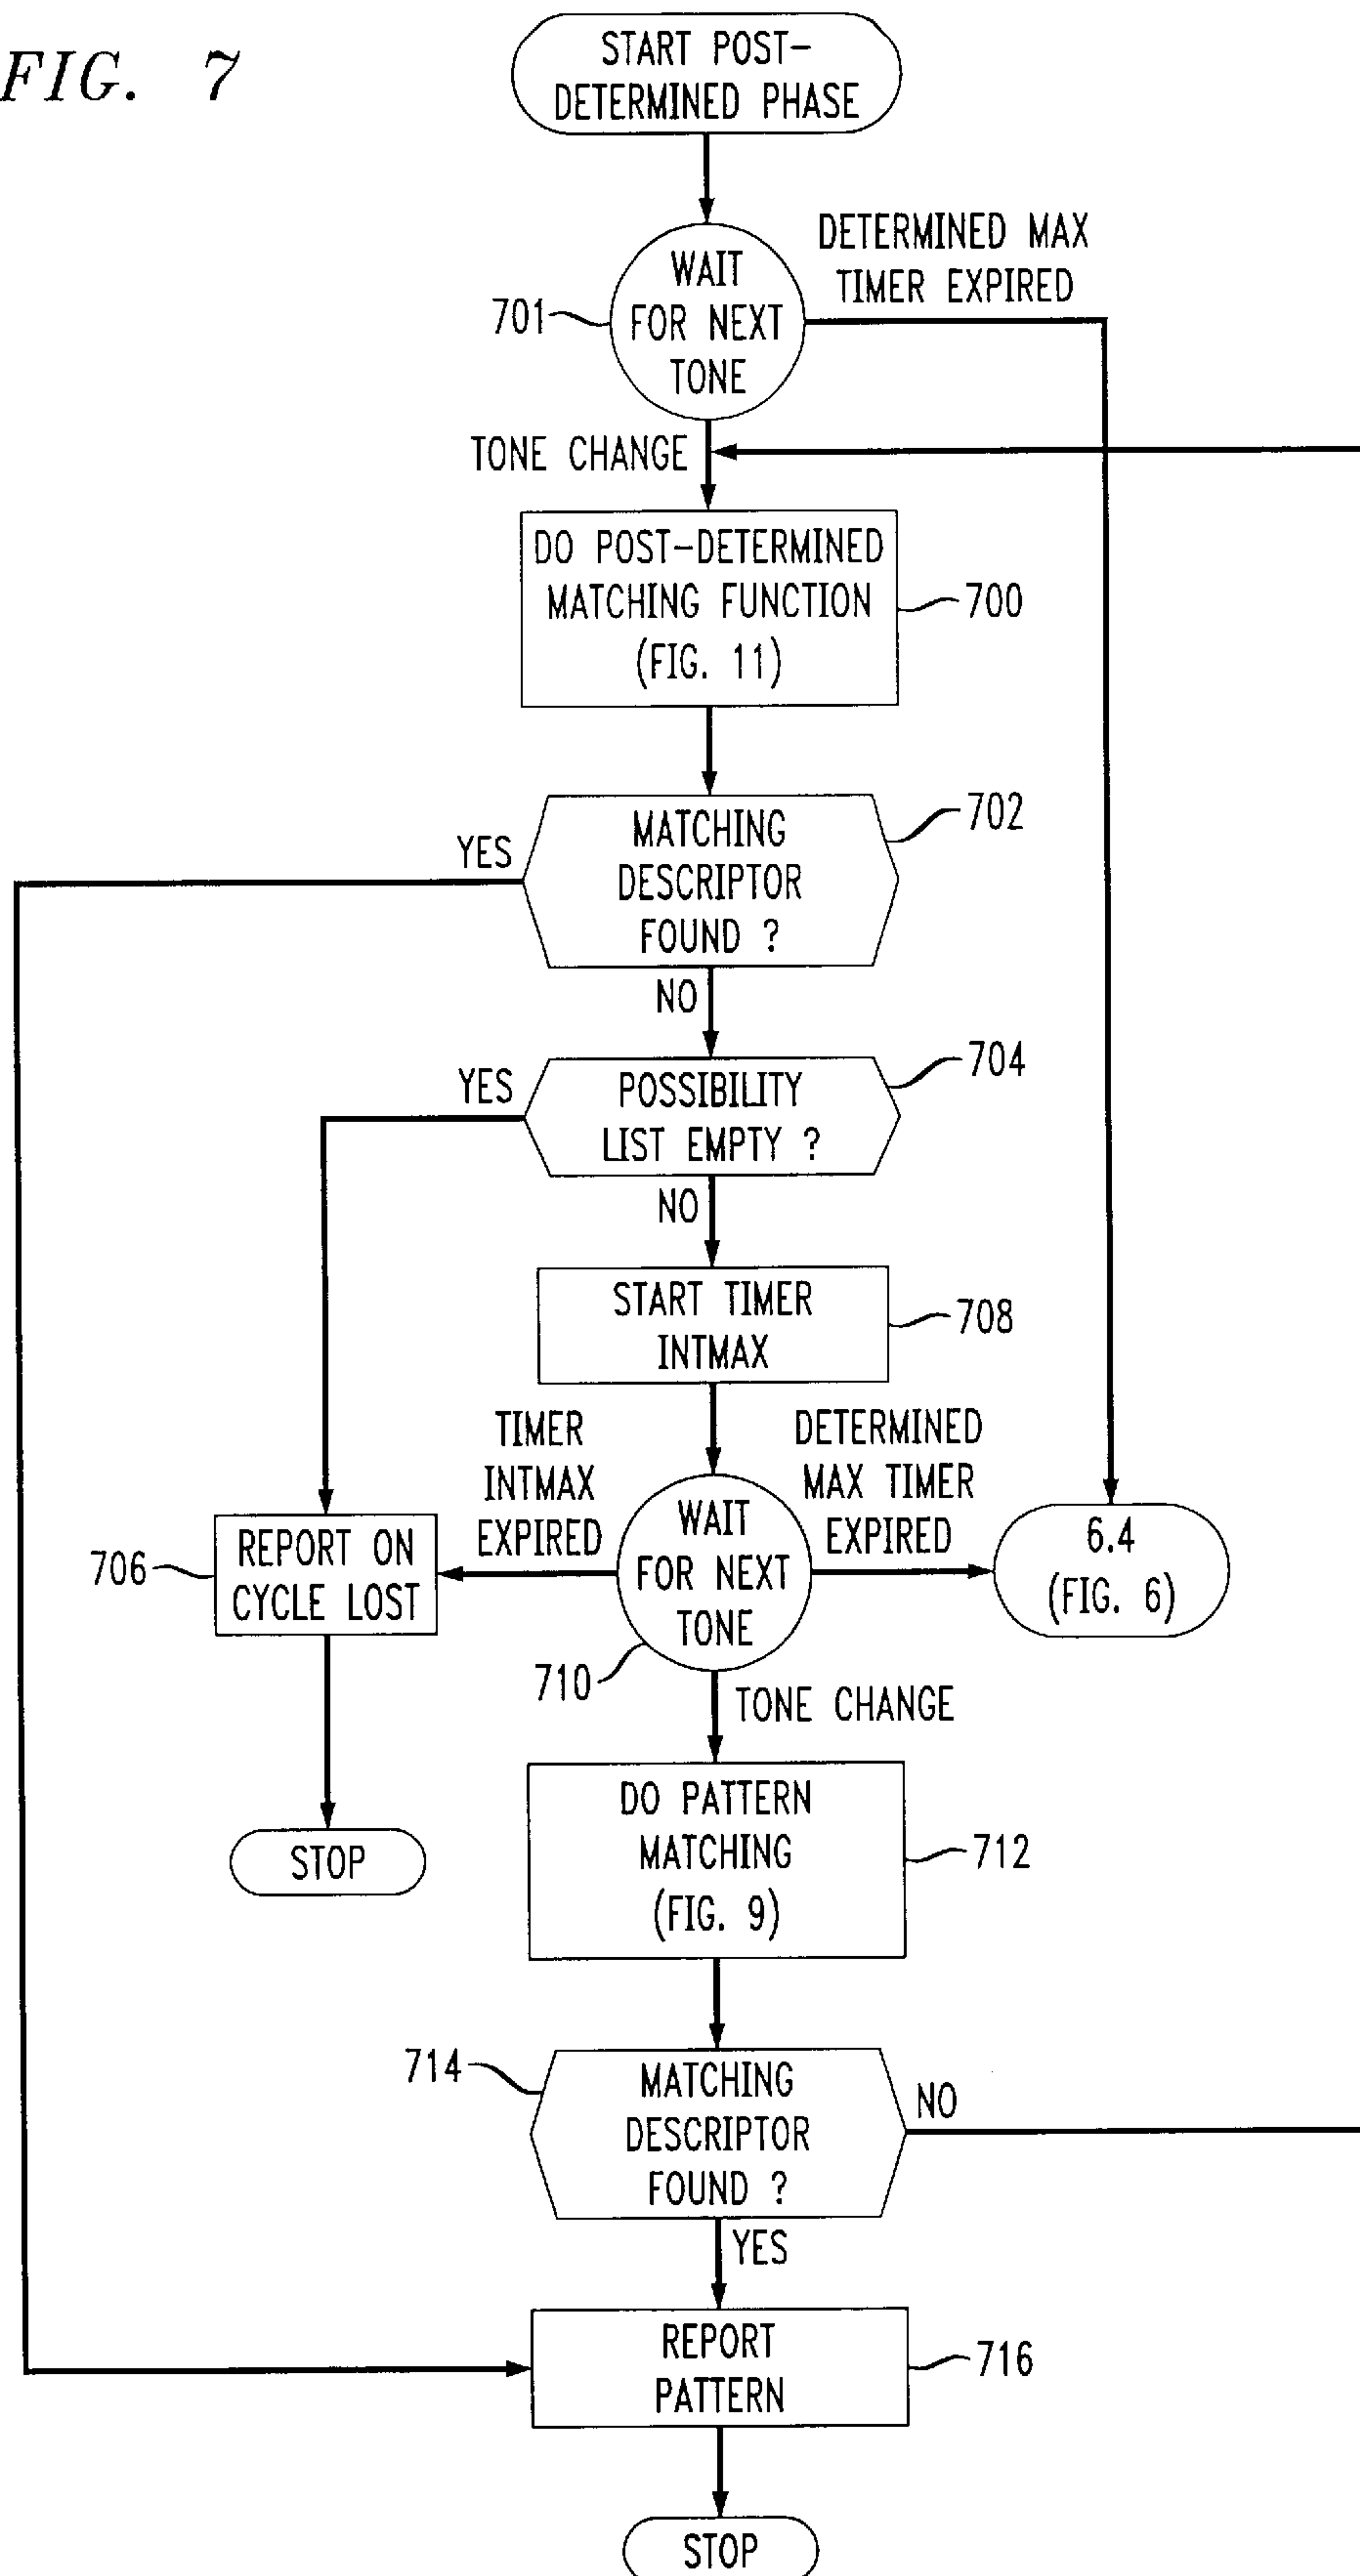 FIG. 7
START POST-
DETERMINED PHASE
DETERMINED MAX
TIMER EXPIRED
701
WAIT
FOR NEXT
TONE
TONE CHANGE
DO POST-DETERMINED
MATCHING FUNCTION
(FIG. 11)
700
702
YES
MATCHING
DESCRIPTOR
FOUND ?
NO
704
YES
POSSIBILITY
LIST EMPTY ?
NO
START TIMER
INTMAX
708
TIMER
INTMAX
EXPIRED
DETERMINED
MAX TIMER
EXPIRED
706
REPORT ON
CYCLE LOST
WAIT
FOR NEXT
TONE
6.4
(FIG. 6)
710
TONE CHANGE
STOP
DO PATTERN
MATCHING
(FIG. 9)
712
714
MATCHING
DESCRIPTOR
FOUND ?
NO
YES
REPORT
PATTERN
716
STOP